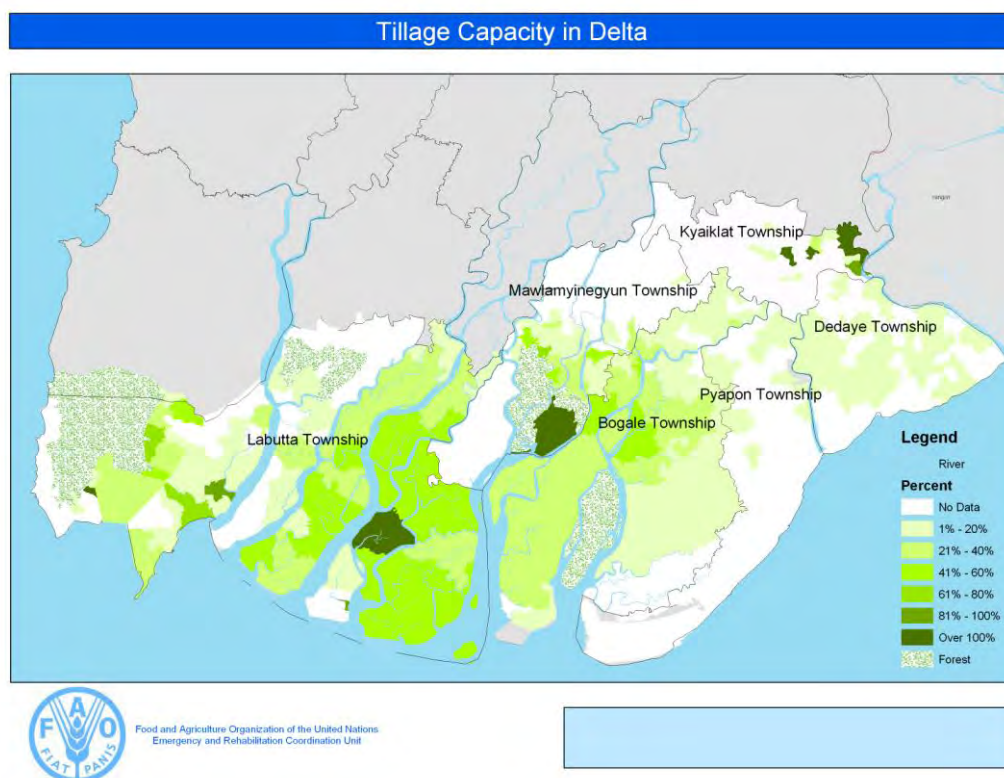 Tillage Capacity in Delta
Yangon
Kyaiklat Township
Mawlamyinegyun Township
Dedaye Township
Pyapon Township
Bogale Township
Labutta Township
Legend
River
Percent
No Data
1% - 20%
21% - 40%
41% - 60%
61% - 80%
81% - 100%
Over 100%
Forest
F A O
FIAT PANIS
Food and Agriculture Organization of the United Nations
Emergency and Rehabilitation Coordination Unit